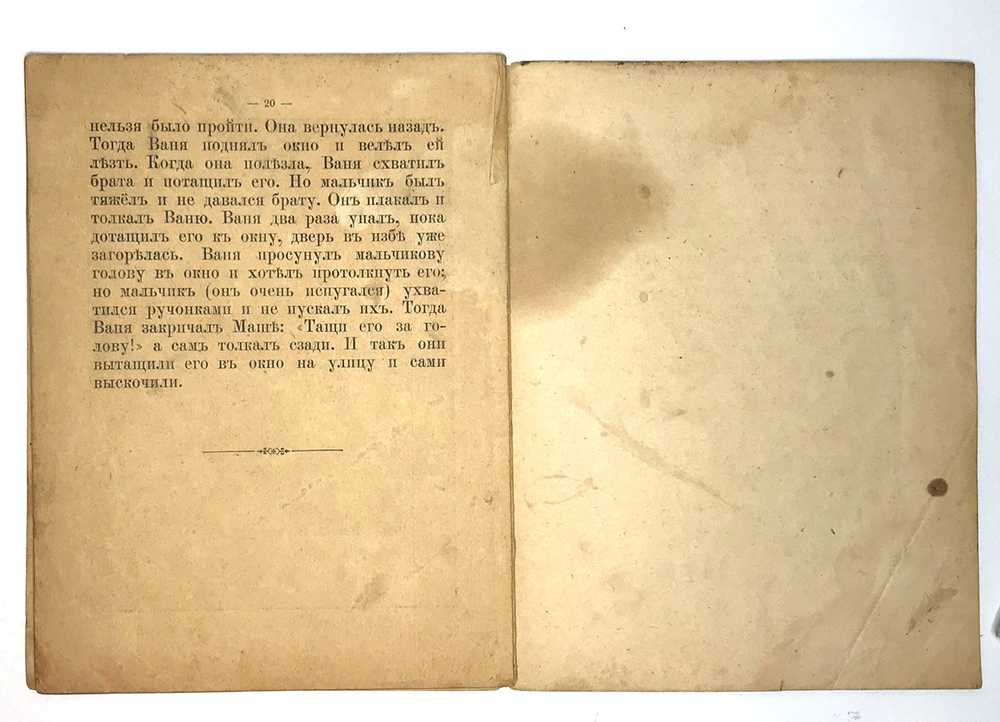 — 20 —
нельзя было пройти. Она вернулась назадъ.
Тогда Ваня поднялъ окно и велѣлъ ей
лѣзть. Когда она полѣзла, Ваня схватилъ
брата и потащилъ его. Но мальчикъ былъ
тяжёлъ и не давался брату. Онъ плакалъ и
толкалъ Ваню. Ваня два раза упалъ, пока
дотащилъ его къ окну, дверь въ избѣ уже
загорѣлась. Ваня просунулъ мальчикову
голову въ окно и хотѣлъ протолкнуть его;
но мальчикъ (онъ очень испугался) ухва-
тился ручонками и не пускалъ ихъ. Тогда
Ваня закричалъ Машѣ: «Тащи его за го-
лову!» а самъ толкалъ сзади. И такъ они
вытащили его въ окно на улицу и сами
выскочили.